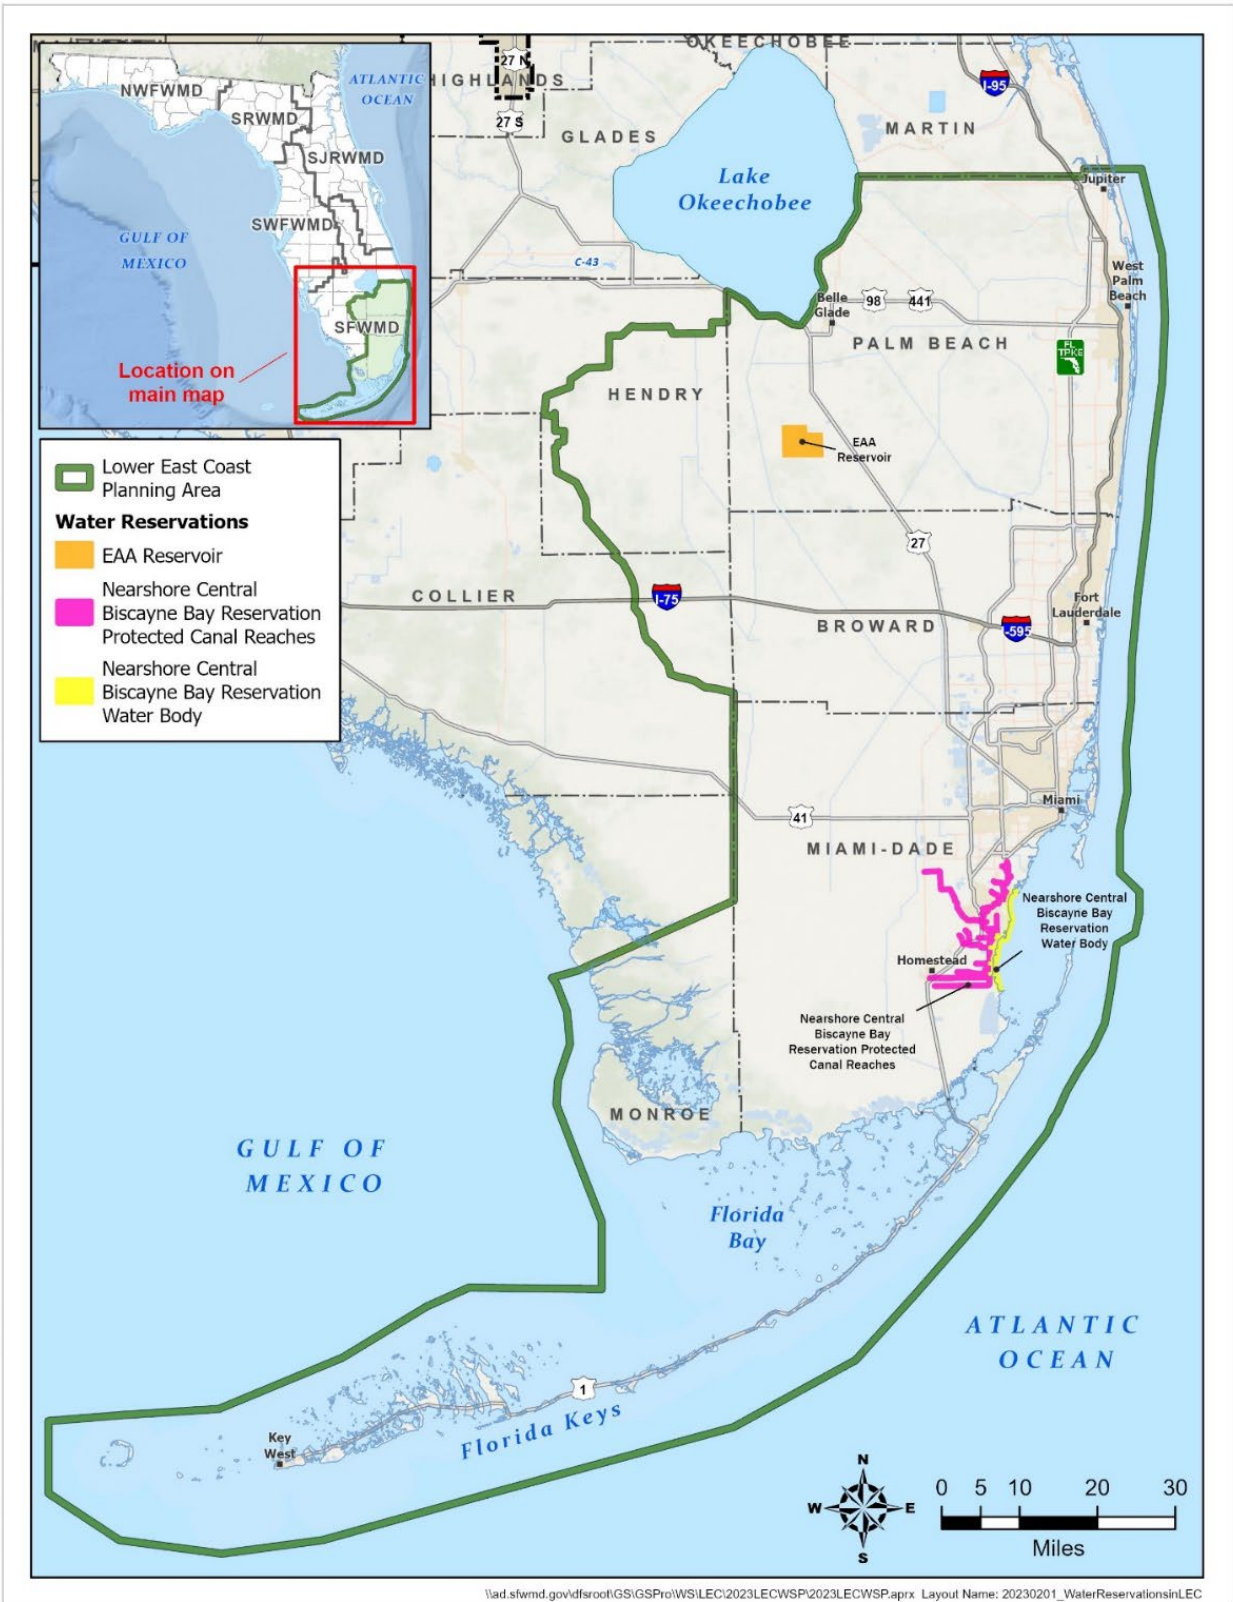 OKEECHOBEE
ATLANTIC
OCEAN
NWFWMD
SRWMD
SJRWMD
SWFWMD
GULF OF
MEXICO
SFWMD
Location on
main map
27 N
HIGHLANDS
27 S
GLADES
I-95
MARTIN
Lake
Okeechobee
Jupiter
C-43
West
Palm
Beach
Belle
Glade
98
441
PALM BEACH
FL
TPKE
HENDRY
EAA
Reservoir
Lower East Coast
Planning Area
Water Reservations
EAA Reservoir
Nearshore Central
Biscayne Bay Reservation
Protected Canal Reaches
Nearshore Central
Biscayne Bay Reservation
Water Body
27
COLLIER
I-75
Fort
Lauderdale
BROWARD
I-595
Miami
41
MIAMI-DADE
Nearshore Central
Biscayne Bay
Reservation
Water Body
Homestead
Nearshore Central
Biscayne Bay
Reservation Protected
Canal Reaches
MONROE
GULF OF
MEXICO
Florida
Bay
ATLANTIC
OCEAN
1
Florida Keys
Key
West
N
W
E
S
0 5 10 20 30
Miles
\\ad.sfwmd.gov\dfsroot\GS\GSPro\WS\LEC\2023LECWSP\2023LECWSP.aprx Layout Name: 20230201_WaterReservationsinLEC